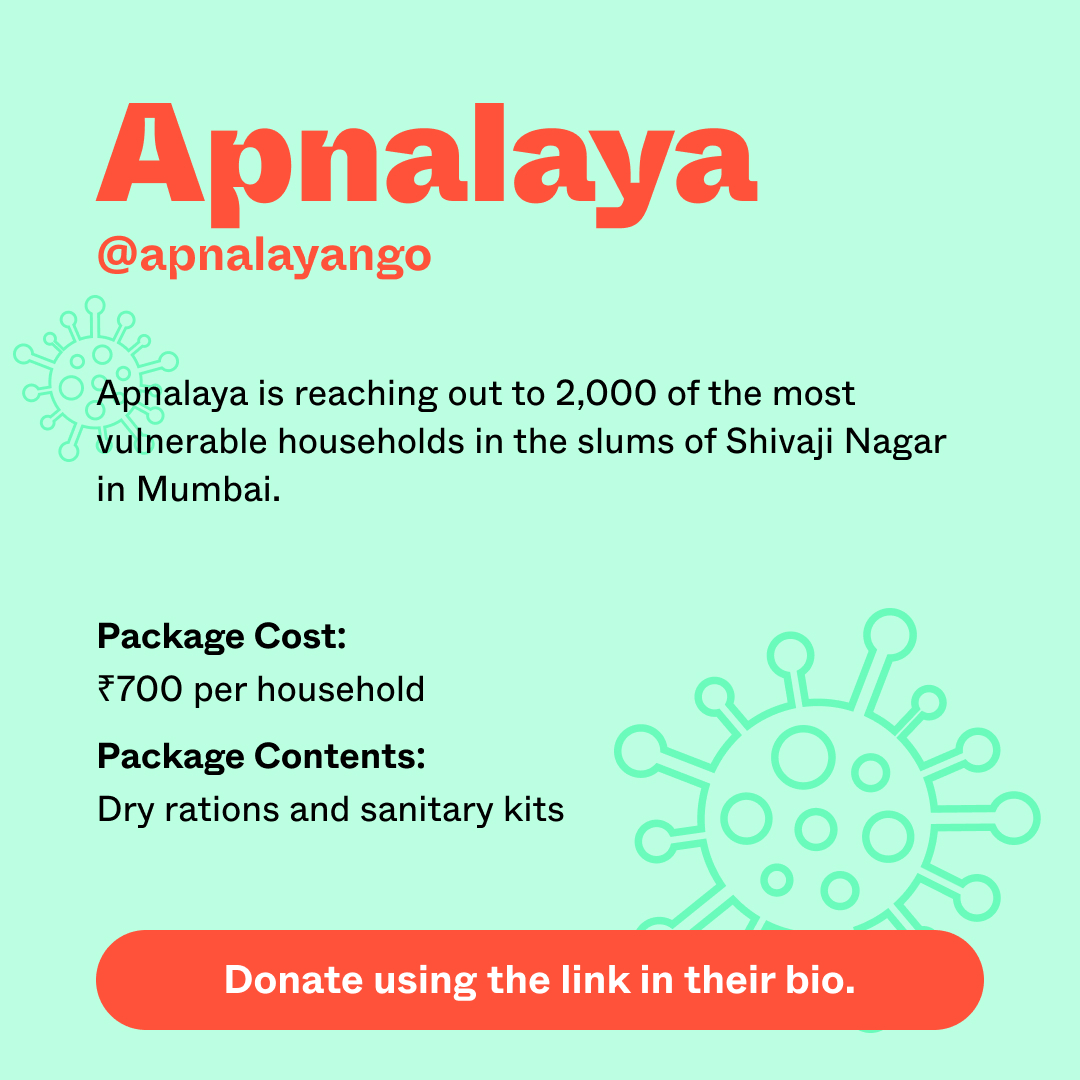 Apnalaya
@apnalayango
Apnalaya is reaching out to 2,000 of the most
vulnerable households in the slums of Shivaji Nagar
in Mumbai.
Package Cost:
₹700 per household
Package Contents:
Dry rations and sanitary kits
Donate using the link in their bio.